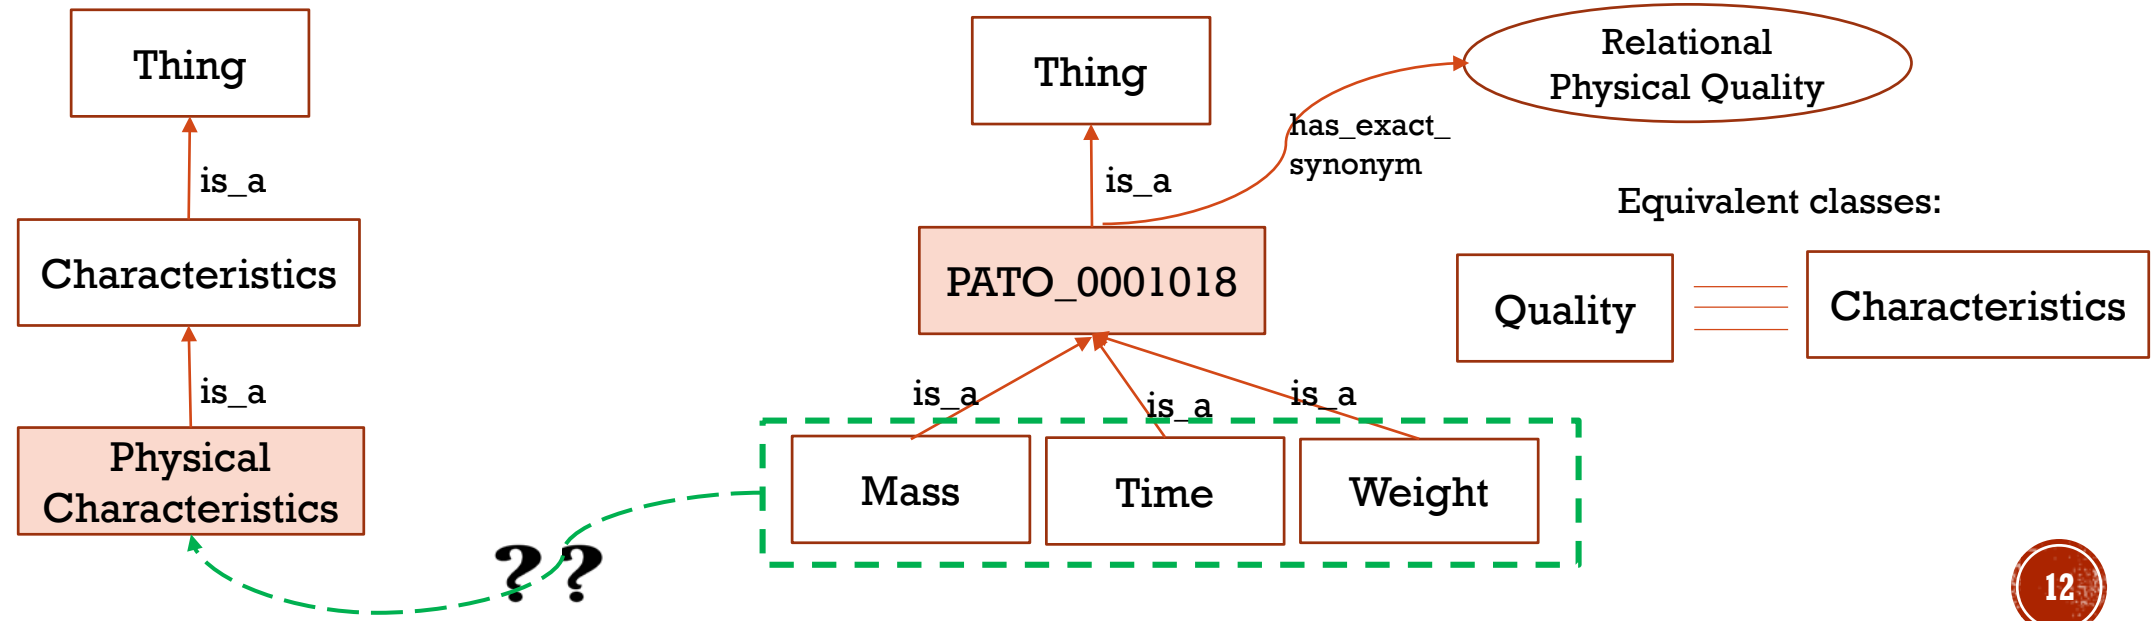 Thing
is_a
Characteristics
is_a
Physical
Characteristics
??
Thing
is_a
has_exact_
synonym
Relational
Physical Quality
PATO_0001018
is_a
is_a
is_a
Mass
Time
Weight
Equivalent classes:
Quality
Characteristics
12